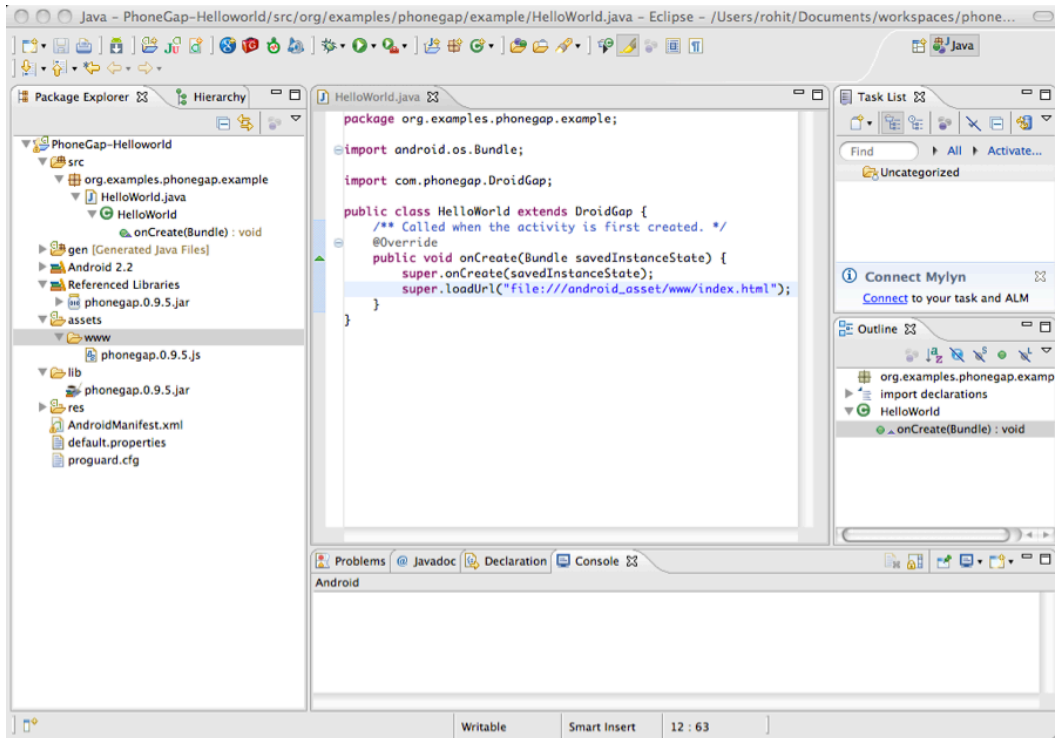 Java – PhoneGap-Helloworld/src/org/examples/phonegap/example/HelloWorld.java – Eclipse – /Users/rohit/Documents/workspaces/phone...
Java
Package Explorer
Hierarchy
PhoneGap-Helloworld
src
org.examples.phonegap.example
HelloWorld.java
HelloWorld
onCreate(Bundle) : void
gen [Generated Java Files]
Android 2.2
Referenced Libraries
phonegap.0.9.5.jar
assets
www
phonegap.0.9.5.js
lib
phonegap.0.9.5.jar
res
AndroidManifest.xml
default.properties
proguard.cfg
HelloWorld.java
package org.examples.phonegap.example;
import android.os.Bundle;
import com.phonegap.DroidGap;
public class HelloWorld extends DroidGap {
/** Called when the activity is first created. */
@Override
public void onCreate(Bundle savedInstanceState) {
super.onCreate(savedInstanceState);
super.loadUrl("file:///android_asset/www/index.html");
}
}
Task List
Find
All
Activate...
Uncategorized
Connect Mylyn
Connect to your task and ALM
Outline
org.examples.phonegap.examp
import declarations
HelloWorld
onCreate(Bundle) : void
Problems
@ Javadoc
Declaration
Console
Android
Writable
Smart Insert
12 : 63